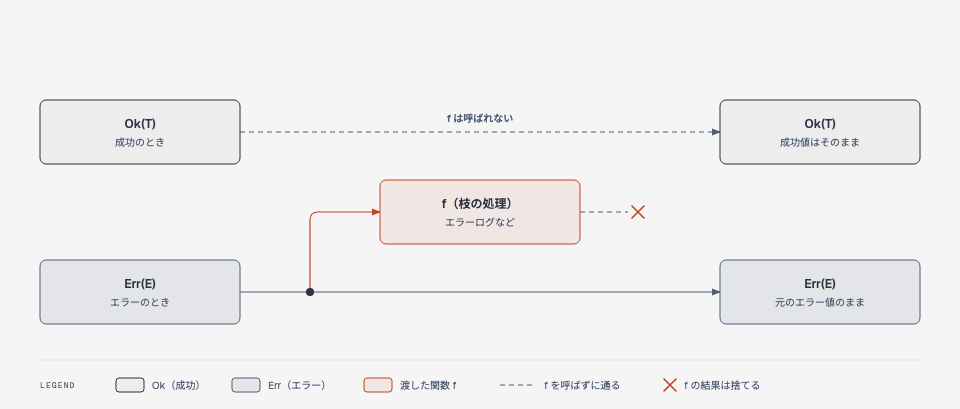 Ok(T)
成功のとき
f は呼ばれない
Ok(T)
成功値はそのまま
f（枝の処理）
エラーログなど
Err(E)
エラーのとき
Err(E)
元のエラー値のまま
LEGEND
Ok（成功）
Err（エラー）
渡した関数 f
f を呼ばずに通る
f の結果は捨てる